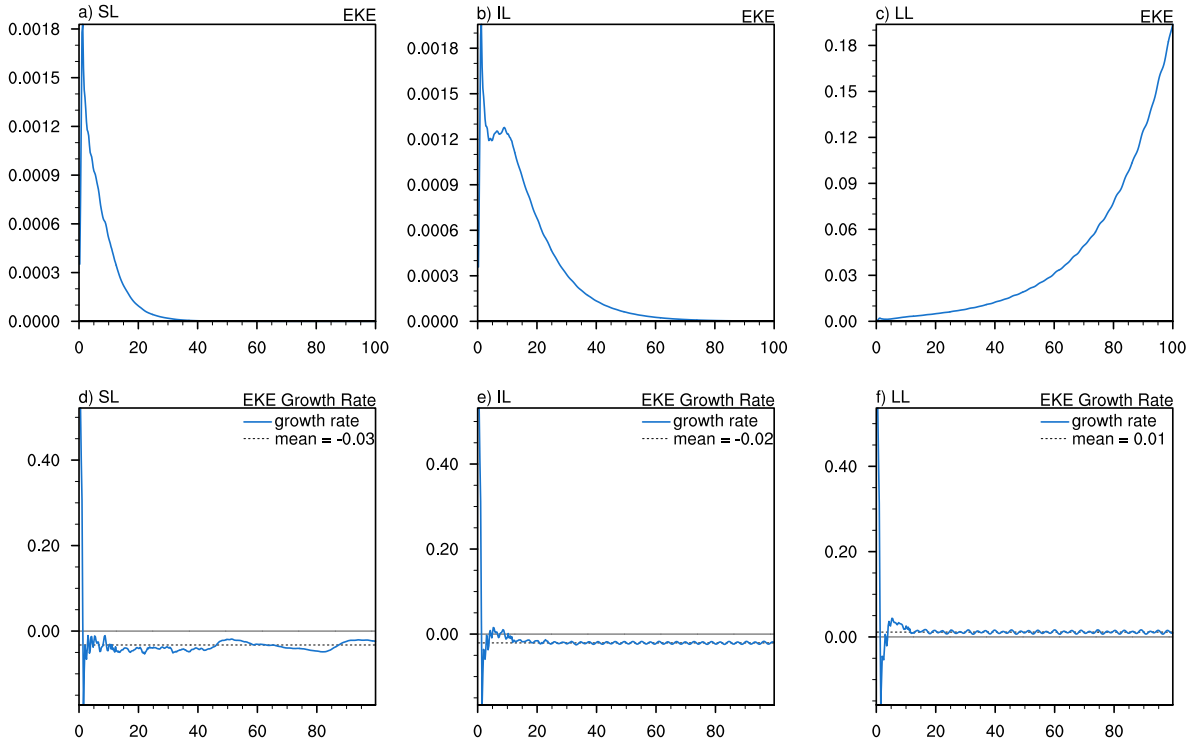 a) SL EKE
0.0018
0.0015
0.0012
0.0009
0.0006
0.0003
0.0000
0 20 40 60 80 100
b) IL EKE
0.0018
0.0015
0.0012
0.0009
0.0006
0.0003
0.0000
0 20 40 60 80 100
c) LL EKE
0.18
0.15
0.12
0.09
0.06
0.03
0.00
0 20 40 60 80 100
d) SL EKE Growth Rate
growth rate
mean = -0.03
0.40
0.20
0.00
0 20 40 60 80
e) IL EKE Growth Rate
growth rate
mean = -0.02
0.40
0.20
0.00
0 20 40 60 80 100
f) LL EKE Growth Rate
growth rate
mean = 0.01
0.40
0.20
0.00
0 20 40 60 80 100